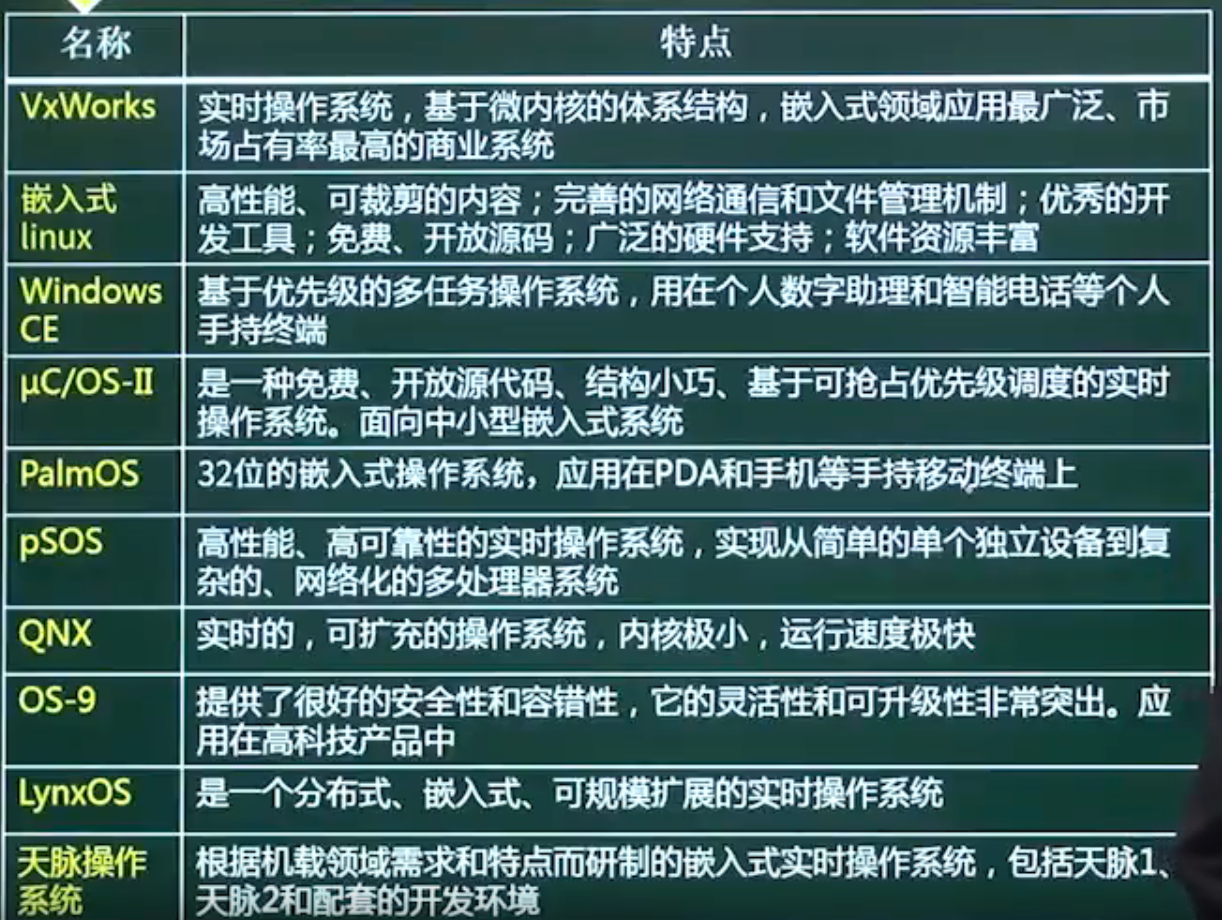 名称 特点
VxWorks 实时操作系统，基于微内核的体系结构，嵌入式领域应用最广泛、市
场占有率最高的商业系统
嵌入式 高性能、可裁剪的内容；完善的网络通信和文件管理机制；优秀的开
linux 发工具；免费、开放源码；广泛的硬件支持；软件资源丰富
Windows 基于优先级的多任务操作系统，用在个人数字助理和智能电话等个人
CE 手持终端
μC/OS-II 是一种免费、开放源代码、结构小巧、基于可抢占优先级调度的实时
操作系统。面向中小型嵌入式系统
PalmOS 32位的嵌入式操作系统，应用在PDA和手机等手持移动终端上
pSOS 高性能、高可靠性的实时操作系统，实现从简单的单个独立设备到复
杂的、网络化的多处理器系统
QNX 实时的，可扩充的操作系统，内核极小，运行速度极快
OS-9 提供了很好的安全性和容错性，它的灵活性和可升级性非常突出。应
用在高科技产品中
LynxOS 是一个分布式、嵌入式、可规模扩展的实时操作系统
天脉操作 根据机载领域需求和特点而研制的嵌入式实时操作系统，包括天脉1、
系统 天脉2和配套的开发环境